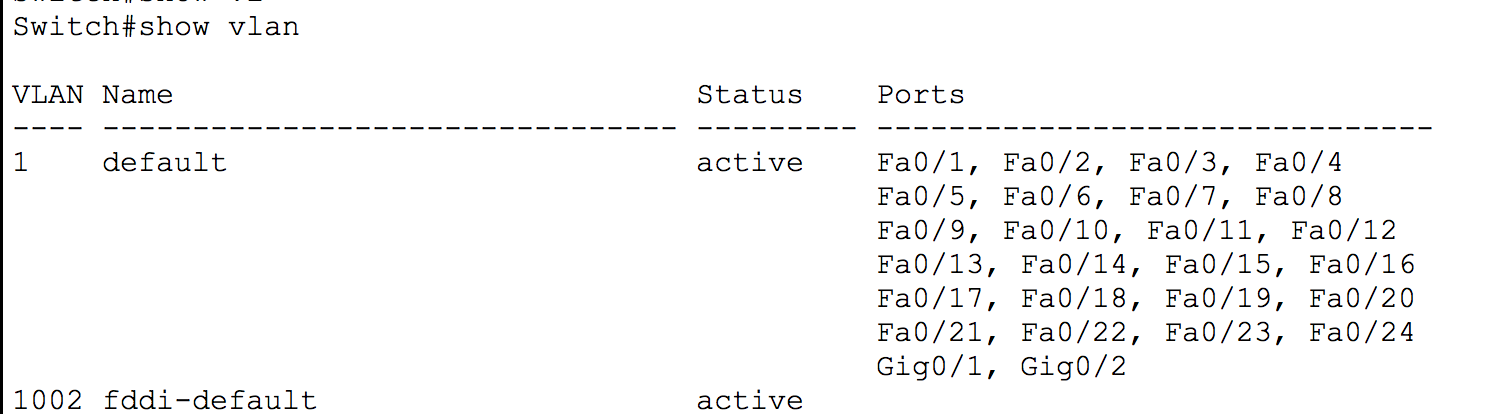 Switch#show vlan
VLAN Name Status Ports
---- -------------------------------- --------- -------------------------------
1 default active Fa0/1, Fa0/2, Fa0/3, Fa0/4
Fa0/5, Fa0/6, Fa0/7, Fa0/8
Fa0/9, Fa0/10, Fa0/11, Fa0/12
Fa0/13, Fa0/14, Fa0/15, Fa0/16
Fa0/17, Fa0/18, Fa0/19, Fa0/20
Fa0/21, Fa0/22, Fa0/23, Fa0/24
Gig0/1, Gig0/2
1002 fddi-default active